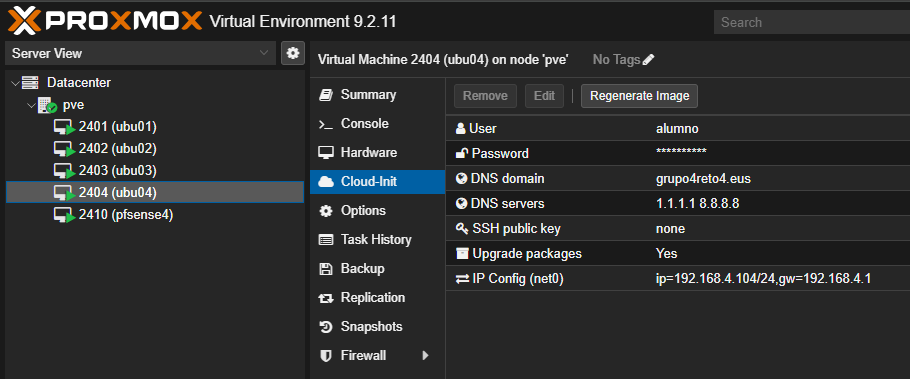 PROXMOX Virtual Environment 9.2.11
Search
Server View
Datacenter
pve
2401 (ubu01)
2402 (ubu02)
2403 (ubu03)
2404 (ubu04)
2410 (pfsense4)
Virtual Machine 2404 (ubu04) on node 'pve'
No Tags
Summary
Console
Hardware
Cloud-Init
Options
Task History
Backup
Replication
Snapshots
Firewall
Remove
Edit
Regenerate Image
User alumno
Password **********
DNS domain grupo4reto4.eus
DNS servers 1.1.1.1 8.8.8.8
SSH public key none
Upgrade packages Yes
IP Config (net0) ip=192.168.4.104/24,gw=192.168.4.1